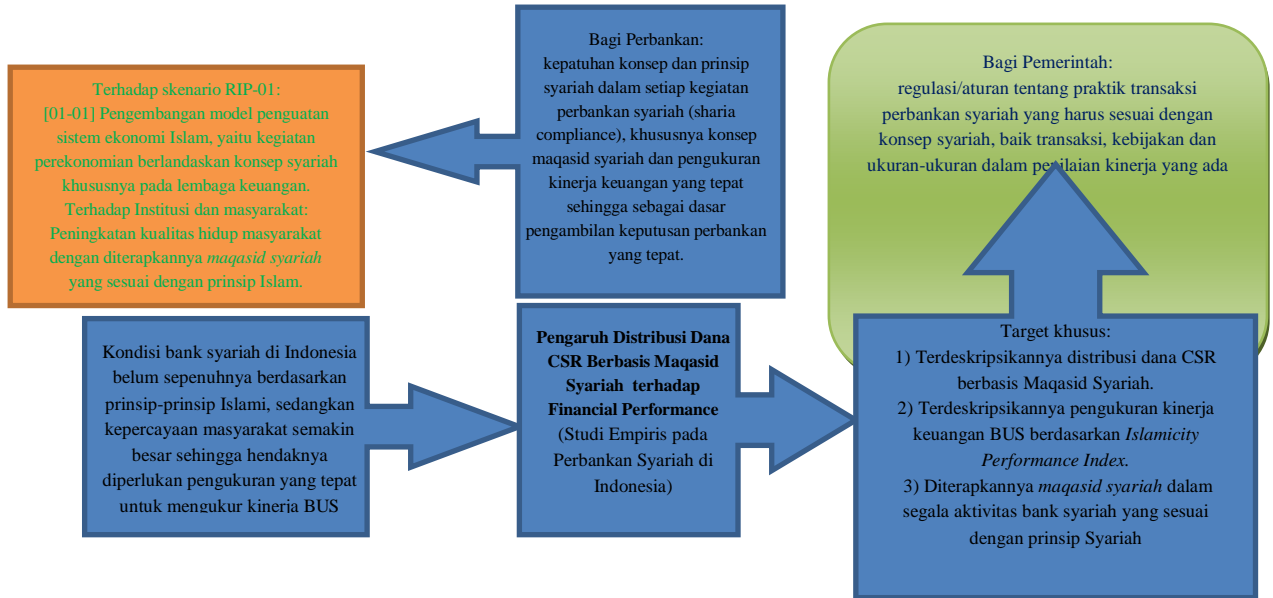 Terhadap skenario RIP-01:
[01-01] Pengembangan model penguatan
sistem ekonomi Islam, yaitu kegiatan
perekonomian berlandaskan konsep syariah
khususnya pada lembaga keuangan.
Terhadap Institusi dan masyarakat:
Peningkatan kualitas hidup masyarakat
dengan diterapkannya maqasid syariah
yang sesuai dengan prinsip Islam.
Bagi Perbankan:
kepatuhan konsep dan prinsip
syariah dalam setiap kegiatan
perbankan syariah (sharia
compliance), khususnya konsep
maqasid syariah dan pengukuran
kinerja keuangan yang tepat
sehingga sebagai dasar
pengambilan keputusan perbankan
yang tepat.
Bagi Pemerintah:
regulasi/aturan tentang praktik transaksi
perbankan syariah yang harus sesuai dengan
konsep syariah, baik transaksi, kebijakan dan
ukuran-ukuran dalam penilaian kinerja yang ada
Kondisi bank syariah di Indonesia
belum sepenuhnya berdasarkan
prinsip-prinsip Islami, sedangkan
kepercayaan masyarakat semakin
besar sehingga hendaknya
diperlukan pengukuran yang tepat
untuk mengukur kinerja BUS
Pengaruh Distribusi Dana
CSR Berbasis Maqasid
Syariah terhadap
Financial Performance
(Studi Empiris pada
Perbankan Syariah di
Indonesia)
Target khusus:
1) Terdeskripsikannya distribusi dana CSR
berbasis Maqasid Syariah.
2) Terdeskripsikannya pengukuran kinerja
keuangan BUS berdasarkan Islamicity
Performance Index.
3) Diterapkannya maqasid syariah dalam
segala aktivitas bank syariah yang sesuai
dengan prinsip Syariah